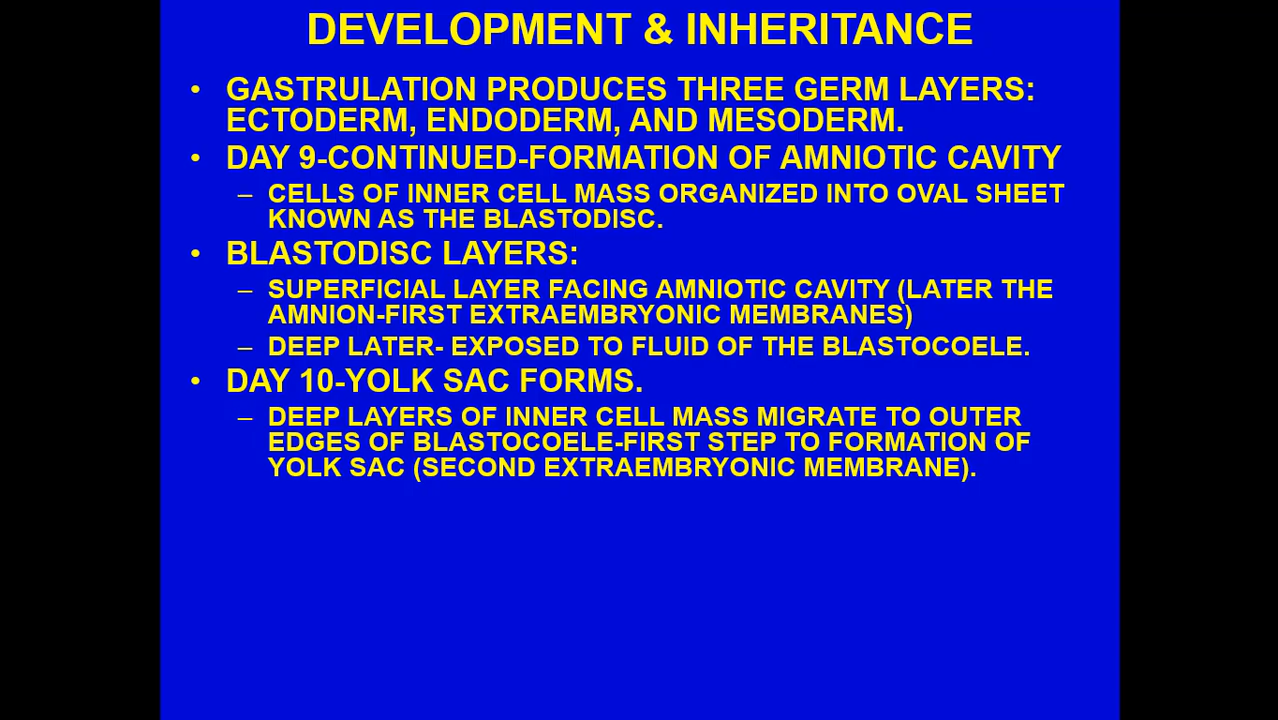 DEVELOPMENT & INHERITANCE
• GASTRULATION PRODUCES THREE GERM LAYERS:
ECTODERM, ENDODERM, AND MESODERM.
• DAY 9-CONTINUED-FORMATION OF AMNIOTIC CAVITY
– CELLS OF INNER CELL MASS ORGANIZED INTO OVAL SHEET
KNOWN AS THE BLASTODISC.
• BLASTODISC LAYERS:
– SUPERFICIAL LAYER FACING AMNIOTIC CAVITY (LATER THE
AMNION-FIRST EXTRAEMBRYONIC MEMBRANES)
– DEEP LATER- EXPOSED TO FLUID OF THE BLASTOCOELE.
• DAY 10-YOLK SAC FORMS.
– DEEP LAYERS OF INNER CELL MASS MIGRATE TO OUTER
EDGES OF BLASTOCOELE-FIRST STEP TO FORMATION OF
YOLK SAC (SECOND EXTRAEMBRYONIC MEMBRANE).